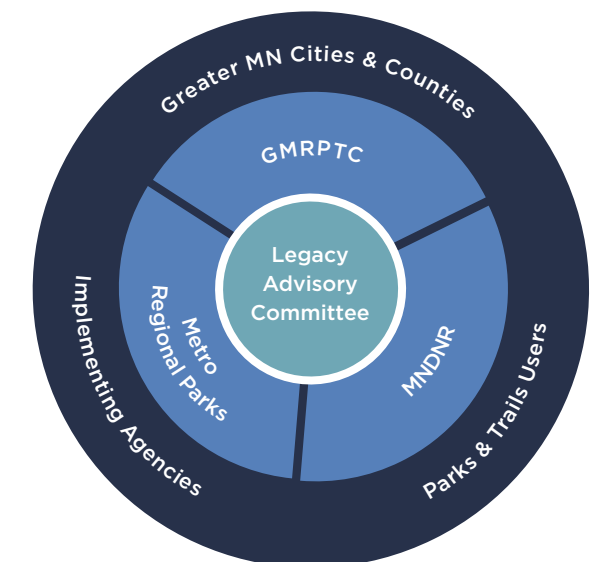 Greater MN Cities & Counties
GMRPTC
Legacy
Advisory
Committee
Metro
Regional Parks
MNDNR
Implementing Agencies
Parks & Trails Users